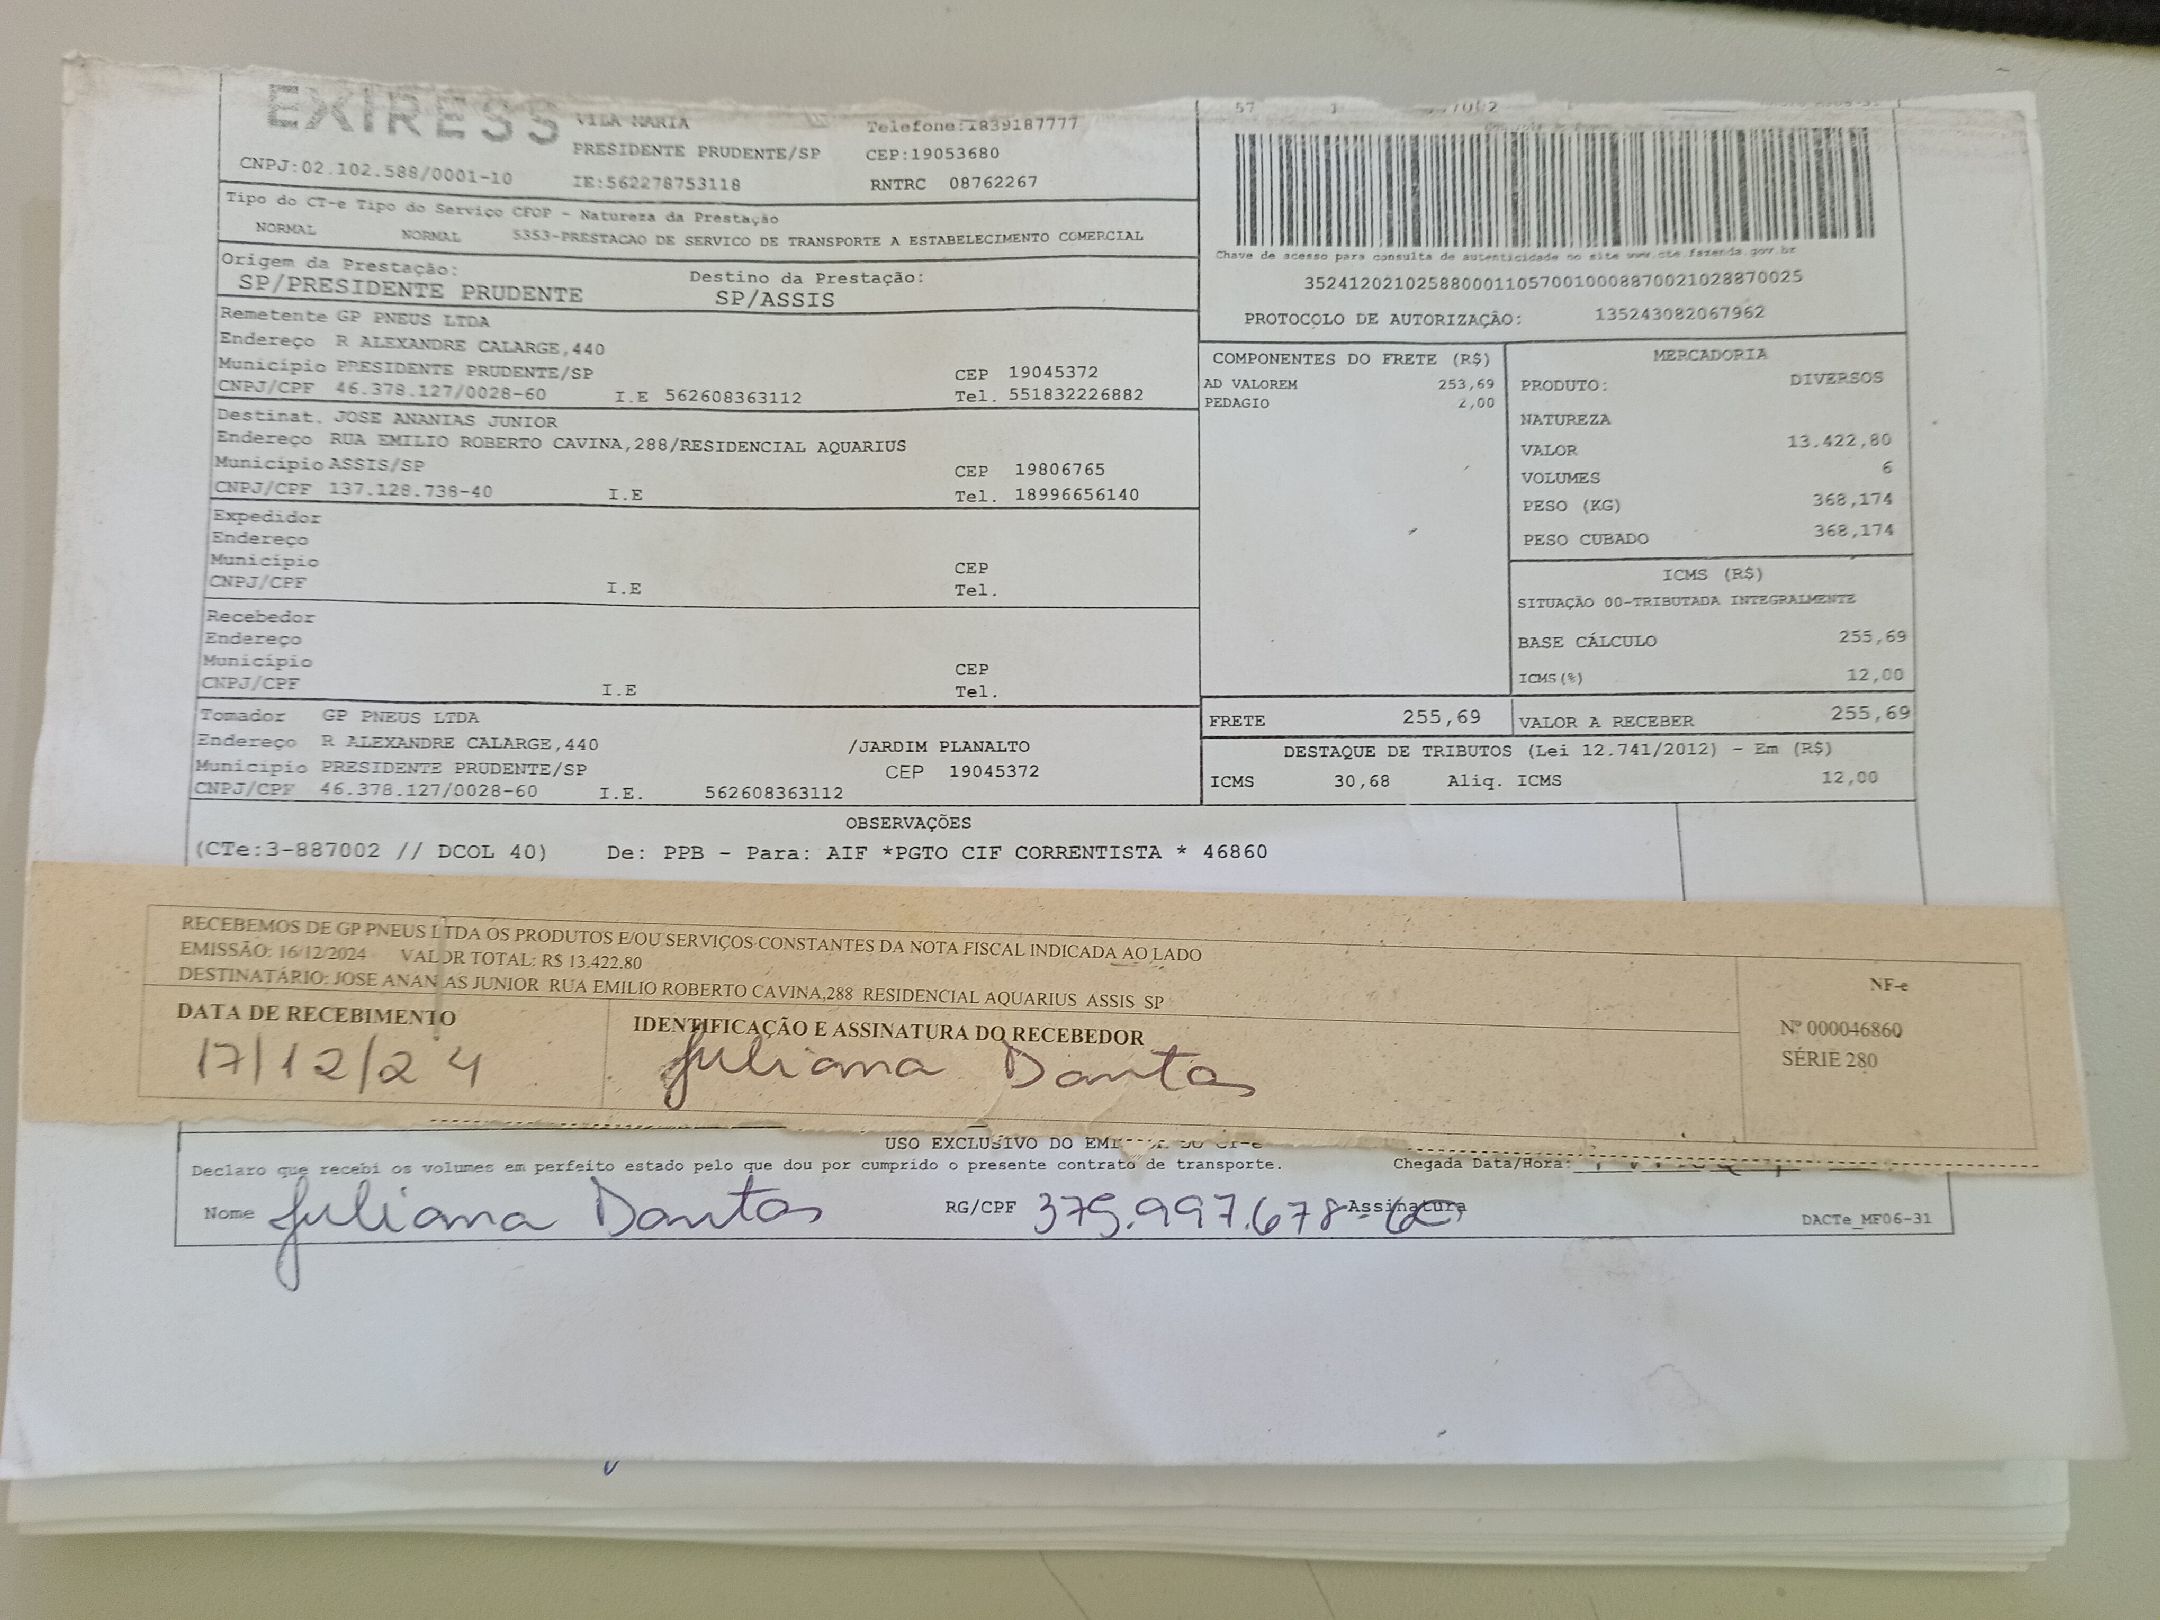 EXPRESS
VILA MARIA Telefone:1839187777
PRESIDENTE PRUDENTE/SP CEP:19053680
CNPJ:02.102.588/0001-10 IE:562278753118 RNTRC 08762267
Tipo do CT-e Tipo do Serviço CFOP - Natureza da Prestação
NORMAL NORMAL 5353-PRESTACAO DE SERVICO DE TRANSPORTE A ESTABELECIMENTO COMERCIAL
Origem da Prestação: Destino da Prestação:
SP/PRESIDENTE PRUDENTE SP/ASSIS
Remetente GP PNEUS LTDA
Endereço R ALEXANDRE CALARGE,440
Município PRESIDENTE PRUDENTE/SP CEP 19045372
CNPJ/CPF 46.378.127/0028-60 I.E 562608363112 Tel. 551832226882
Destinat. JOSE ANANIAS JUNIOR
Endereço RUA EMILIO ROBERTO CAVINA,288/RESIDENCIAL AQUARIUS
Município ASSIS/SP CEP 19806765
CNPJ/CPF 137.128.738-40 I.E Tel. 18996656140
Expedidor
Endereço
Município CEP
CNPJ/CPF I.E Tel.
Recebedor
Endereço
Município CEP
CNPJ/CPF I.E Tel.
Tomador GP PNEUS LTDA
Endereço R ALEXANDRE CALARGE,440 /JARDIM PLANALTO
Município PRESIDENTE PRUDENTE/SP CEP 19045372
CNPJ/CPF 46.378.127/0028-60 I.E. 562608363112
57 1
Chave de acesso para consulta de autenticidade no site www.cte.fazenda.gov.br
35241202102588000110570010008870021028870025
PROTOCOLO DE AUTORIZAÇÃO: 135243082067962
COMPONENTES DO FRETE (R$)
AD VALOREM 253,69
PEDAGIO 2,00
MERCADORIA
PRODUTO: DIVERSOS
NATUREZA
VALOR 13.422,80
VOLUMES 6
PESO (KG) 368,174
PESO CUBADO 368,174
ICMS (R$)
SITUAÇÃO 00-TRIBUTADA INTEGRALMENTE
BASE CÁLCULO 255,69
ICMS(%) 12,00
FRETE 255,69 VALOR A RECEBER 255,69
DESTAQUE DE TRIBUTOS (Lei 12.741/2012) - Em (R$)
ICMS 30,68 Aliq. ICMS 12,00
OBSERVAÇÕES
(CTe:3-887002 // DCOL 40) De: PPB - Para: AIF *PGTO CIF CORRENTISTA * 46860
RECEBEMOS DE GP PNEUS LTDA OS PRODUTOS E/OU SERVIÇOS CONSTANTES DA NOTA FISCAL INDICADA AO LADO
EMISSÃO: 16/12/2024 VALOR TOTAL: R$ 13.422.80
DESTINATÁRIO: JOSE ANANIAS JUNIOR RUA EMILIO ROBERTO CAVINA,288 RESIDENCIAL AQUARIUS ASSIS SP
DATA DE RECEBIMENTO IDENTIFICAÇÃO E ASSINATURA DO RECEBEDOR
17/12/24 Juliana Dantas
NF-e
Nº 000046860
SÉRIE 280
USO EXCLUSIVO DO
Declaro que recebi os volumes em perfeito estado pelo que dou por cumprido o presente contrato de transporte. Chegada Data/Hora:
Nome Juliana Dantas RG/CPF 379.997.678- Assinatura
DACTe_MF06-31